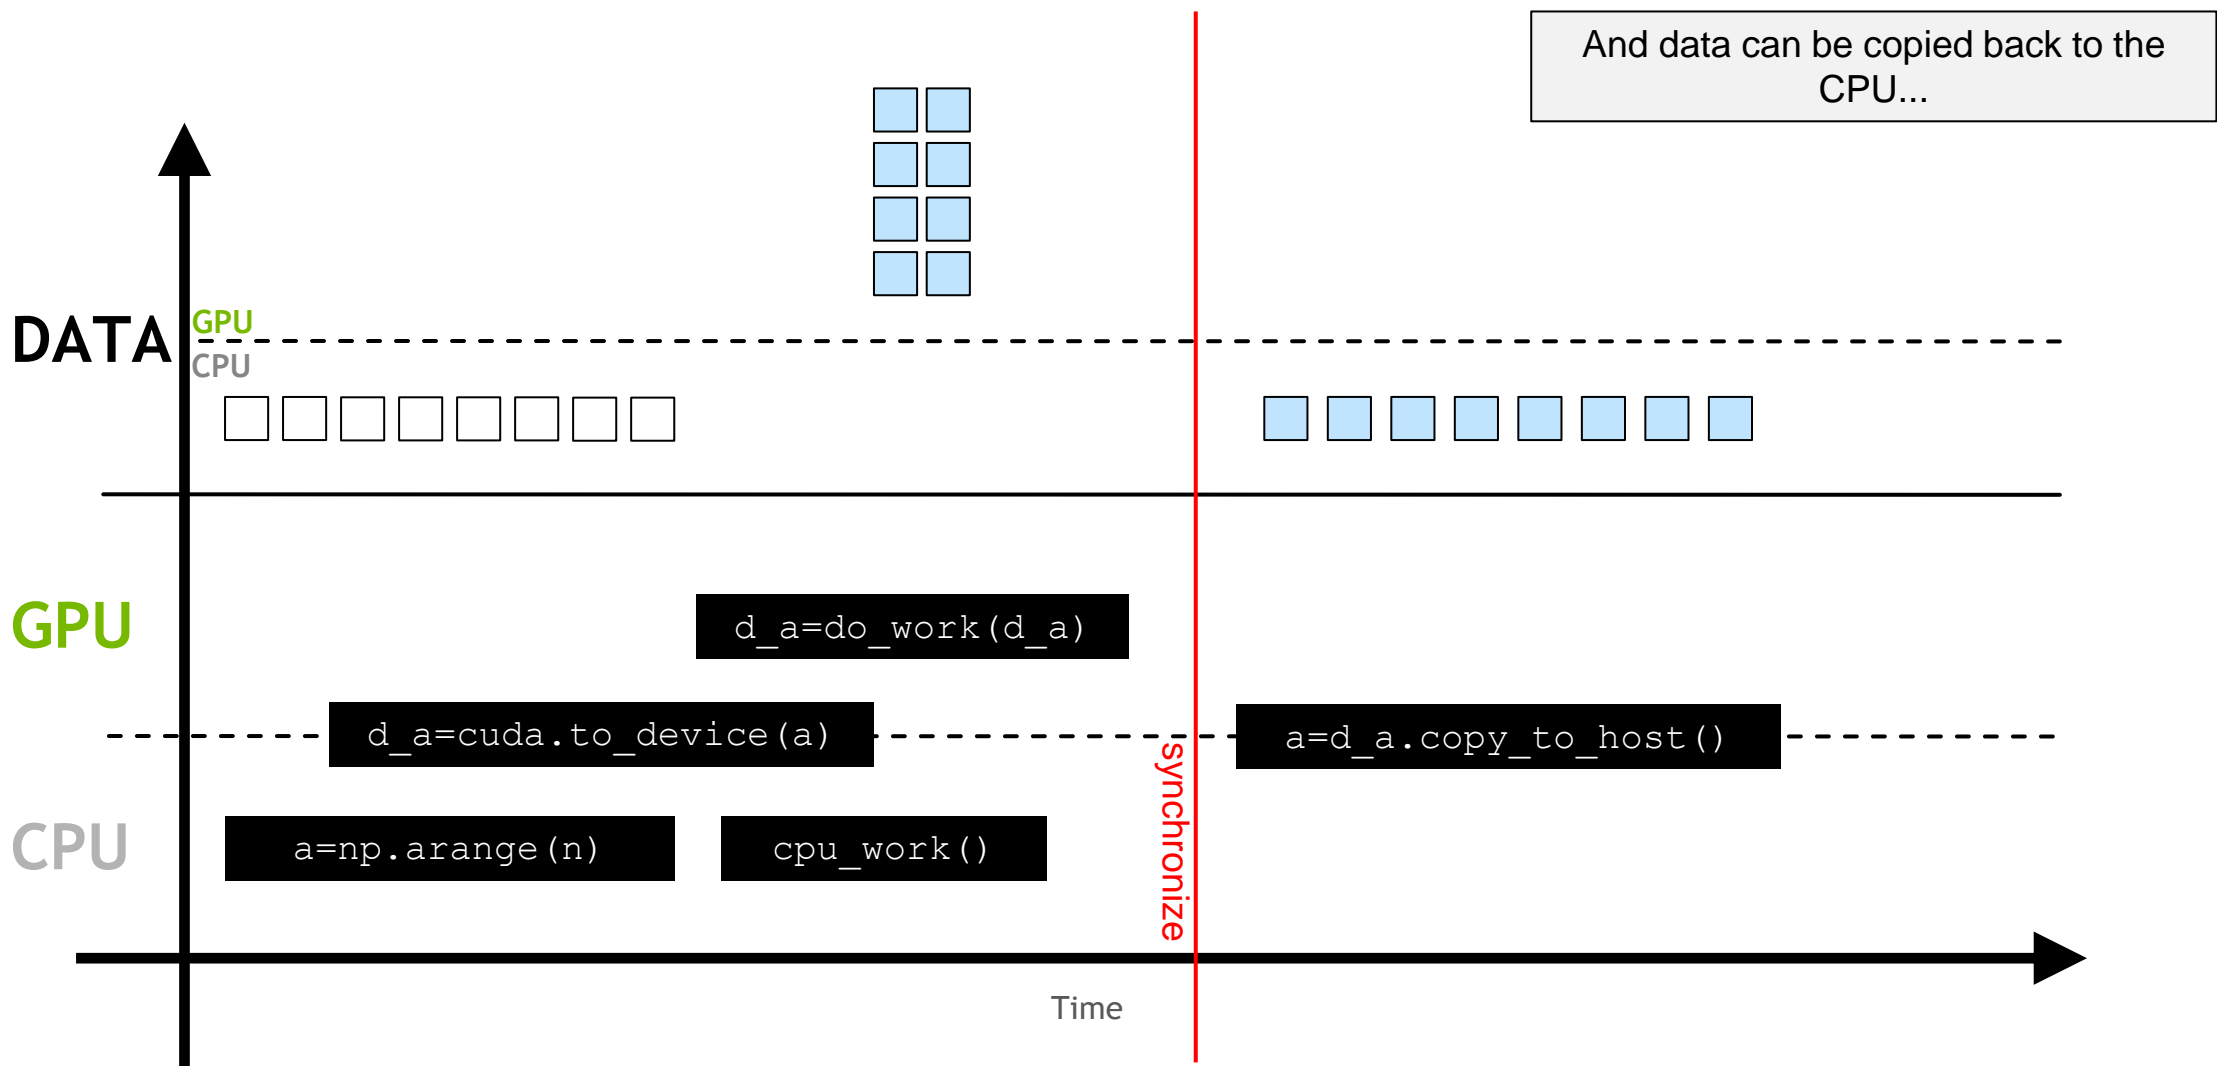 And data can be copied back to the
CPU...
DATA
GPU
CPU
GPU
d_a=do_work(d_a)
d_a=cuda.to_device(a)
a=d_a.copy_to_host()
synchronize
CPU
a=np.arange(n)
cpu_work()
Time